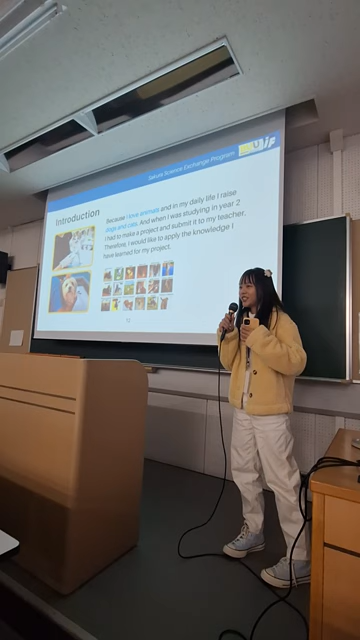 Sakura Science Exchange Program
Introduction
Because I love animals and in my daily life I raise
dogs and cats. And when I was studying in year 2
I had to make a project and submit it to my teacher.
Therefore, I would like to apply the knowledge I
have learned for my project.